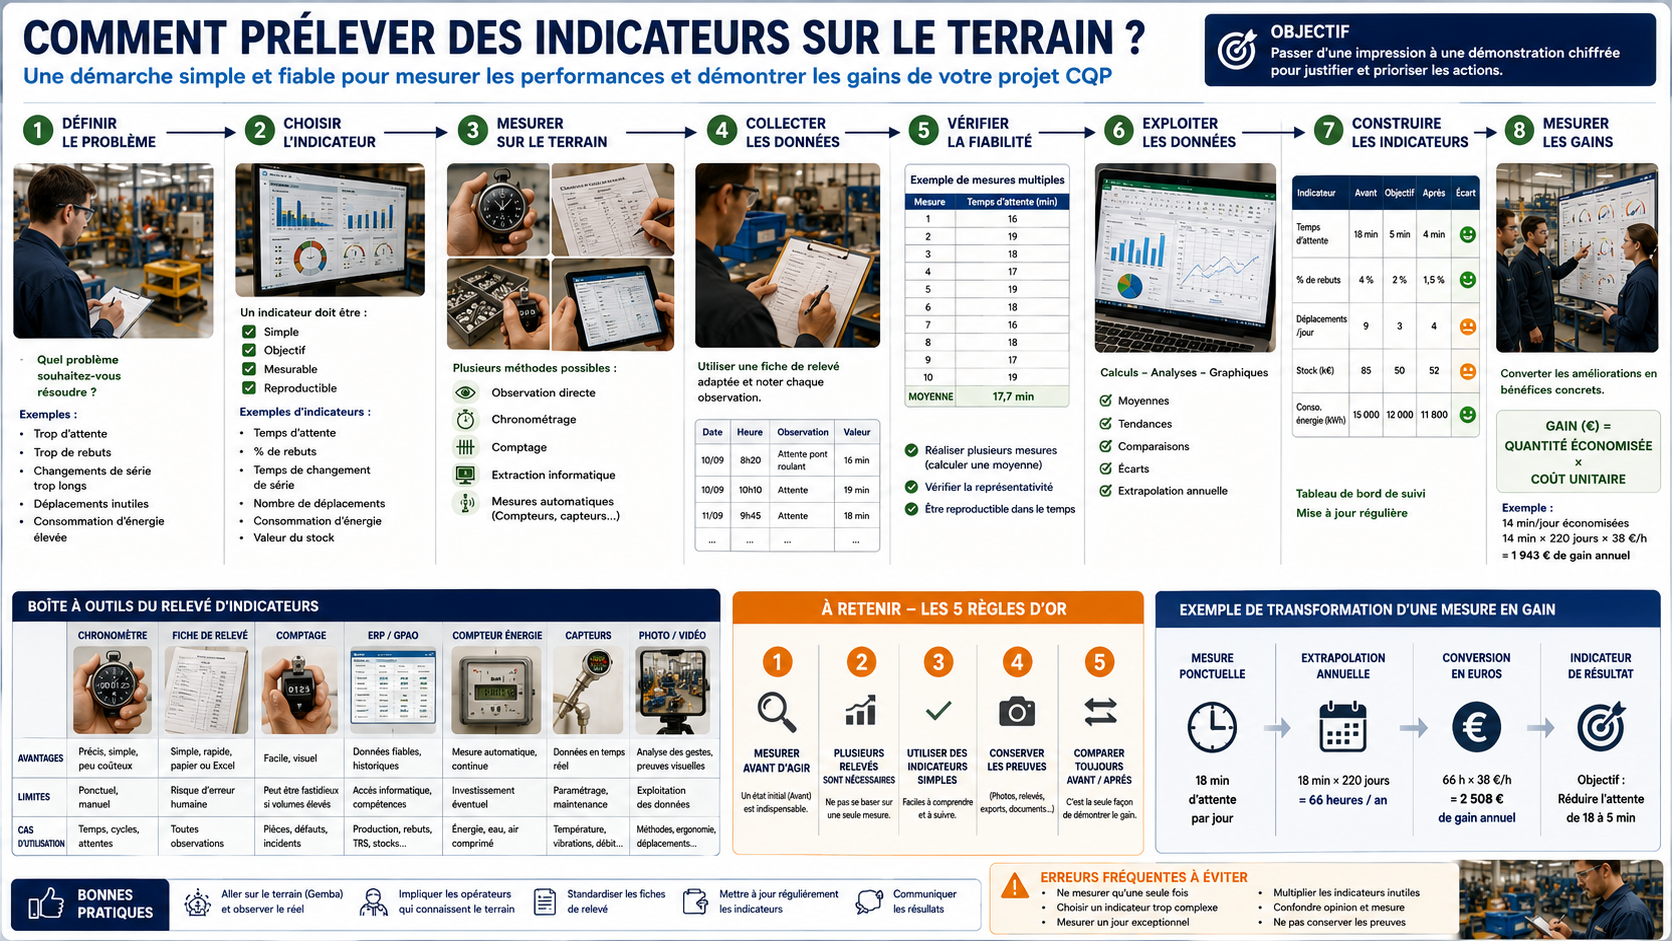 COMMENT PRÉLEVER DES INDICATEURS SUR LE TERRAIN ?
Une démarche simple et fiable pour mesurer les performances et démontrer les gains de votre projet CQP
OBJECTIF
Passer d'une impression à une démonstration chiffrée
pour justifier et prioriser les actions.
1 DÉFINIR
LE PROBLÈME
Quel problème
souhaitez-vous
résoudre ?
Exemples :
• Trop d'attente
• Trop de rebuts
• Changements de série
trop longs
• Déplacements inutiles
• Consommation d'énergie
élevée
2 CHOISIR
L'INDICATEUR
Un indicateur doit être :
Simple
Objectif
Mesurable
Reproductible
Exemples d'indicateurs :
• Temps d'attente
• % de rebuts
• Temps de changement
de série
• Nombre de déplacements
• Consommation d'énergie
• Valeur du stock
3 MESURER
SUR LE TERRAIN
Plusieurs méthodes possibles :
Observation directe
Chronométrage
Comptage
Extraction informatique
Mesures automatiques
(Compteurs, capteurs...)
4 COLLECTER
LES DONNÉES
Utiliser une fiche de relevé
adaptée et noter chaque
observation.
Date Heure Observation Valeur
10/09 8h20 Attente pont roulant 16 min
10/09 10h10 Attente 19 min
11/09 9h45 Attente 18 min
... ... ... ...
5 VÉRIFIER
LA FIABILITÉ
Exemple de mesures multiples
Mesure Temps d'attente (min)
1 16
2 19
3 18
4 17
5 19
6 18
7 16
8 18
9 17
10 19
MOYENNE 17,7 min
Réaliser plusieurs mesures
(calculer une moyenne)
Vérifier la représentativité
Être reproductible dans le temps
6 EXPLOITER
LES DONNÉES
Calculs – Analyses – Graphiques
Moyennes
Tendances
Comparaisons
Écarts
Extrapolation annuelle
7 CONSTRUIRE
LES INDICATEURS
Indicateur Avant Objectif Après Écart
Temps d'attente 18 min 5 min 4 min
% de rebuts 4 % 2 % 1,5 %
Déplacements /jour 9 3 4
Stock (k€) 85 50 52
Conso. énergie (kWh) 15 000 12 000 11 800
Tableau de bord de suivi
Mise à jour régulière
8 MESURER
LES GAINS
Converter les améliorations en
bénéfices concrets.
GAIN (€) =
QUANTITÉ ÉCONOMISÉE
×
COÛT UNITAIRE
Exemple :
14 min/jour économisées
14 min × 220 jours × 38 €/h
= 1 943 € de gain annuel
BOÎTE À OUTILS DU RELEVÉ D'INDICATEURS
CHRONOMÈTRE FICHE DE RELEVÉ COMPTAGE ERP / GPAO COMPTEUR ÉNERGIE CAPTEURS PHOTO / VIDÉO
AVANTAGES
Précis, simple,
peu coûteux
Simple, rapide,
papier ou Excel
Facile, visuel
Données fiables,
historiques
Mesure automatique,
continue
Données en temps
réel
Analyse des gestes,
preuves visuelles
LIMITES
Ponctuel,
manuel
Risque d'erreur
humaine
Peut être fastidieux
si volumes élevés
Accès informatique,
compétences
Investissement
éventuel
Paramétrage,
maintenance
Exploitation
des données
CAS
D'UTILISATION
Temps, cycles,
attentes
Toutes
observations
Pièces, défauts,
incidents
Production, rebuts,
TRS, stocks...
Énergie, eau, air
comprimé
Température,
vibrations, débit...
Méthodes, ergonomie,
déplacements...
À RETENIR – LES 5 RÈGLES D'OR
1
MESURER
AVANT D'AGIR
Un état initial (Avant)
est indispensable.
2
PLUSIEURS
RELEVÉS
SONT NÉCESSAIRES
Ne pas se baser sur
une seule mesure.
3
UTILISER DES
INDICATEURS
SIMPLES
Faciles à comprendre
et à suivre.
4
CONSERVER
LES PREUVES
(Photos, relevés,
exports, documents...)
5
COMPARER
TOUJOURS
AVANT / APRÈS
C'est la seule façon
de démontrer le gain.
EXEMPLE DE TRANSFORMATION D'UNE MESURE EN GAIN
MESURE
PONCTUELLE
18 min
d'attente
par jour
EXTRAPOLATION
ANNUELLE
18 min × 220 jours
= 66 heures / an
CONVERSION
EN EUROS
€
66 h × 38 €/h
= 2 508 €
de gain annuel
INDICATEUR
DE RÉSULTAT
Objectif :
Réduire l'attente
de 18 à 5 min
BONNES
PRATIQUES
Aller sur le terrain (Gemba)
et observer le réel
Impliquer les opérateurs
qui connaissent le terrain
Standardiser les fiches
de relevé
Mettre à jour régulièrement
les indicateurs
Communiquer
les résultats
ERREURS FRÉQUENTES À ÉVITER
• Ne mesurer qu'une seule fois
• Choisir un indicateur trop complexe
• Mesurer un jour exceptionnel
• Multiplier les indicateurs inutiles
• Confondre opinion et mesure
• Ne pas conserver les preuves